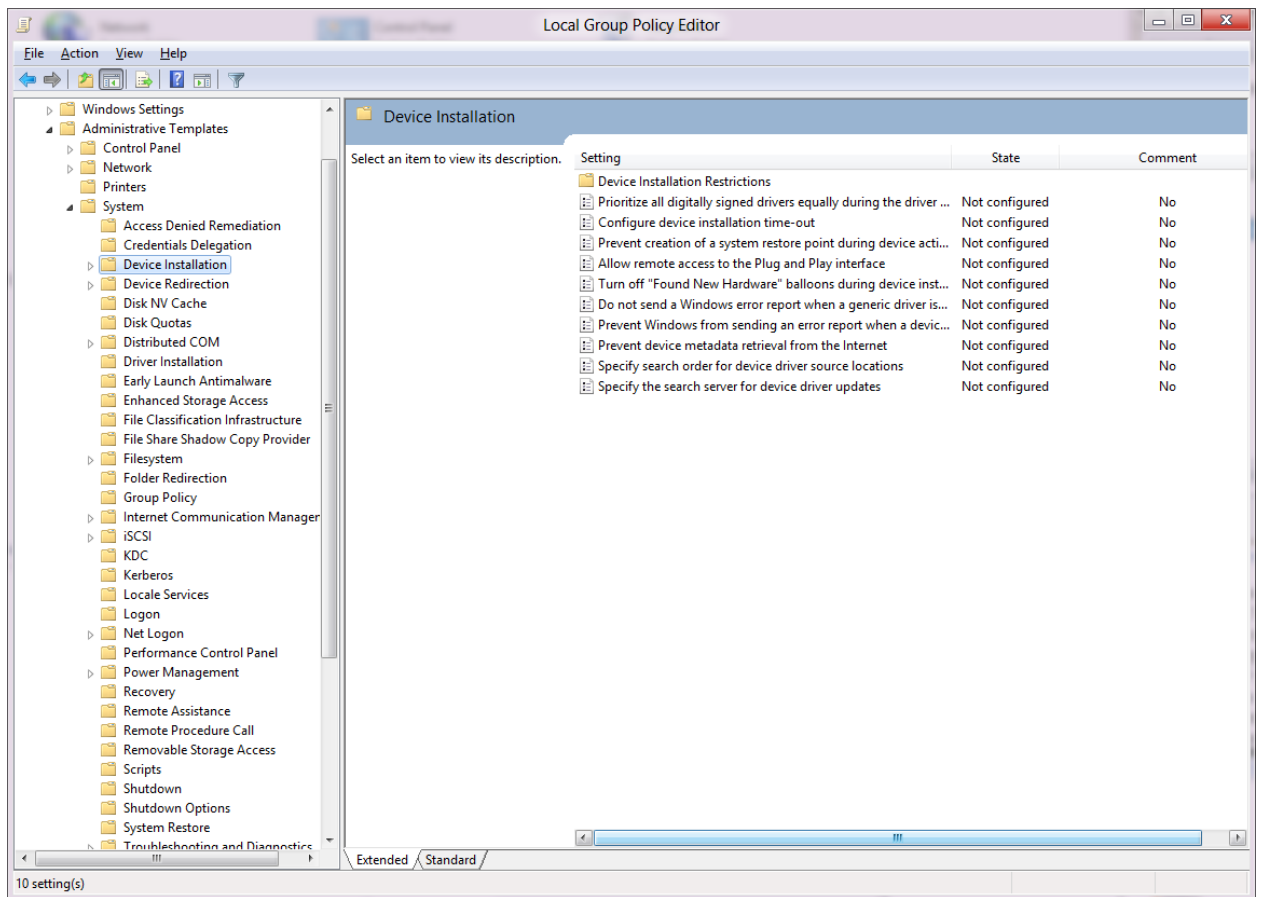 Local Group Policy Editor
File Action View Help
Windows Settings
Administrative Templates
Control Panel
Network
Printers
System
Access Denied Remediation
Credentials Delegation
Device Installation
Device Redirection
Disk NV Cache
Disk Quotas
Distributed COM
Driver Installation
Early Launch Antimalware
Enhanced Storage Access
File Classification Infrastructure
File Share Shadow Copy Provider
Filesystem
Folder Redirection
Group Policy
Internet Communication Manager
iSCSI
KDC
Kerberos
Locale Services
Logon
Net Logon
Performance Control Panel
Power Management
Recovery
Remote Assistance
Remote Procedure Call
Removable Storage Access
Scripts
Shutdown
Shutdown Options
System Restore
Troubleshooting and Diagnostics
Device Installation
Select an item to view its description.
Setting State Comment
Device Installation Restrictions
Prioritize all digitally signed drivers equally during the driver ... Not configured No
Configure device installation time-out Not configured No
Prevent creation of a system restore point during device acti... Not configured No
Allow remote access to the Plug and Play interface Not configured No
Turn off "Found New Hardware" balloons during device inst... Not configured No
Do not send a Windows error report when a generic driver is... Not configured No
Prevent Windows from sending an error report when a devic... Not configured No
Prevent device metadata retrieval from the Internet Not configured No
Specify search order for device driver source locations Not configured No
Specify the search server for device driver updates Not configured No
Extended Standard
10 setting(s)